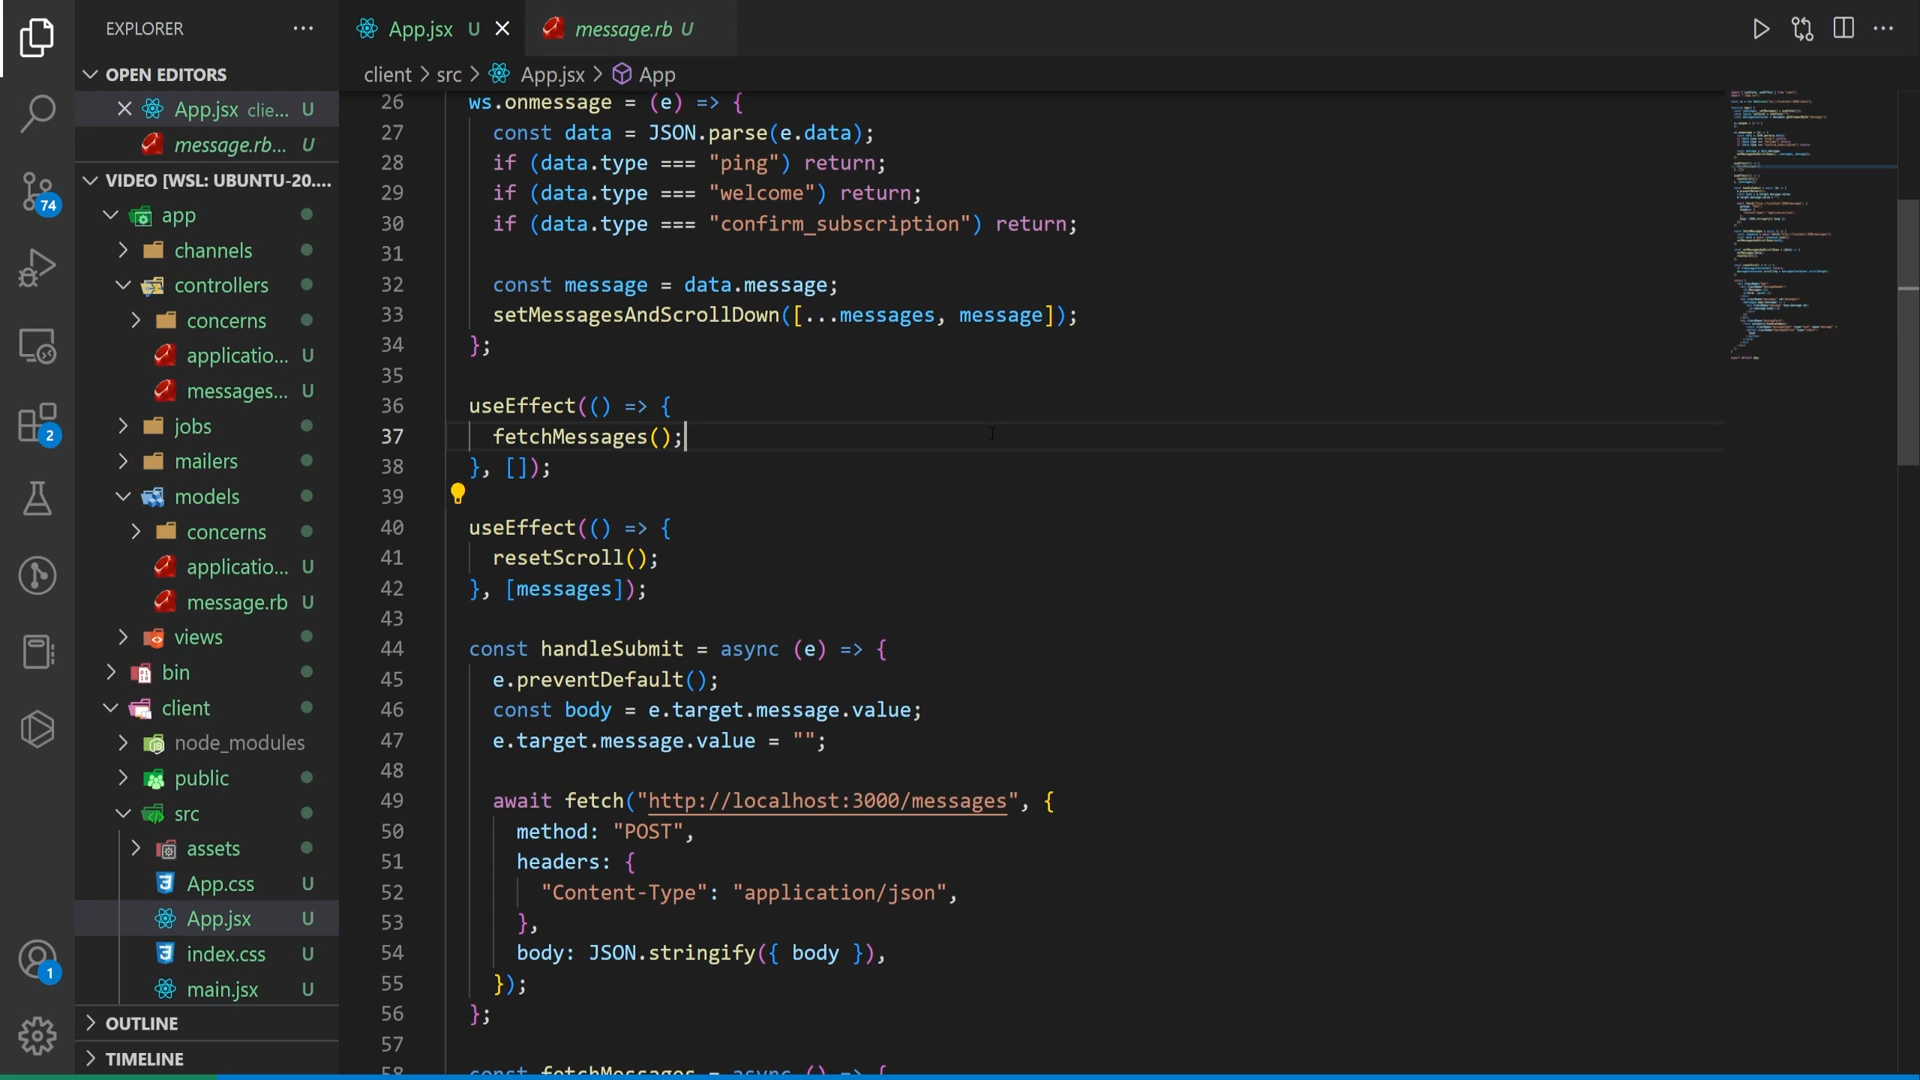 EXPLORER
OPEN EDITORS
App.jsx clie... U
message.rb... U
VIDEO [WSL: UBUNTU-20....
app
channels
controllers
concerns
applicatio... U
messages... U
jobs
mailers
models
concerns
applicatio... U
message.rb U
views
bin
client
node_modules
public
src
assets
App.css U
App.jsx U
index.css U
main.jsx U
OUTLINE
TIMELINE
74
2
1
App.jsx U
message.rb U
client > src > App.jsx > App
26 ws.onmessage = (e) => {
27 const data = JSON.parse(e.data);
28 if (data.type === "ping") return;
29 if (data.type === "welcome") return;
30 if (data.type === "confirm_subscription") return;
31
32 const message = data.message;
33 setMessagesAndScrollDown([...messages, message]);
34 };
35
36 useEffect(() => {
37 fetchMessages();
38 }, []);
39
40 useEffect(() => {
41 resetScroll();
42 }, [messages]);
43
44 const handleSubmit = async (e) => {
45 e.preventDefault();
46 const body = e.target.message.value;
47 e.target.message.value = "";
48
49 await fetch("http://localhost:3000/messages", {
50 method: "POST",
51 headers: {
52 "Content-Type": "application/json",
53 },
54 body: JSON.stringify({ body }),
55 });
56 };
57
58 const fetchMessages = async () => {